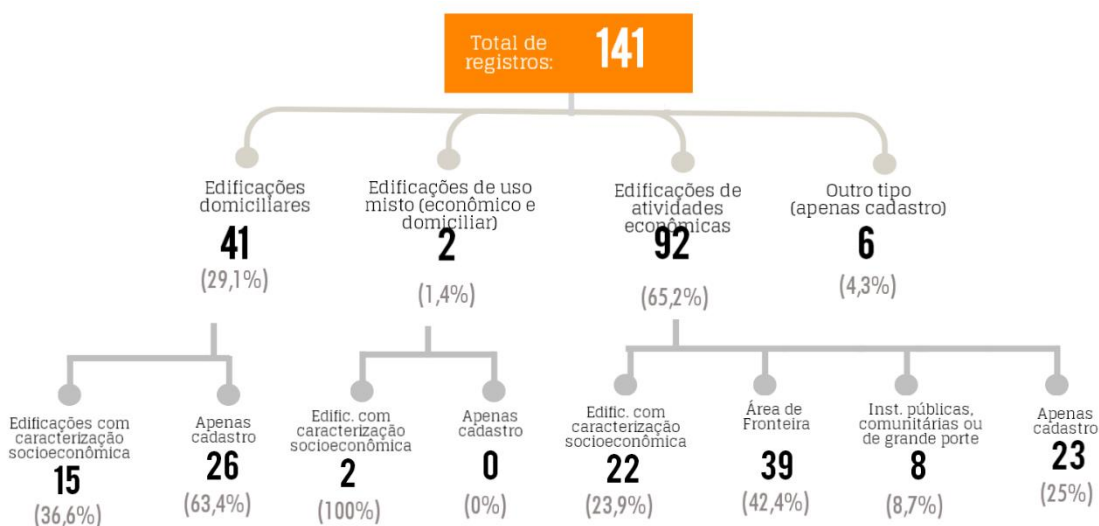 Total de
registros:
141
Edificações
domiciliares
41
(29,1%)
Edificações de uso
misto (econômico e
domiciliar)
2
(1,4%)
Edificações de
atividades
econômicas
92
(65,2%)
Outro tipo
(apenas cadastro)
6
(4,3%)
Edificações com
caracterização
socioeconômica
15
(36,6%)
Apenas
cadastro
26
(63,4%)
Edific. com
caracterização
socioeconômica
2
(100%)
Apenas
cadastro
0
(0%)
Edific. com
caracterização
socioeconômica
22
(23,9%)
Área de
Fronteira
39
(42,4%)
Inst. públicas,
comunitárias ou
de grande porte
8
(8,7%)
Apenas
cadastro
23
(25%)